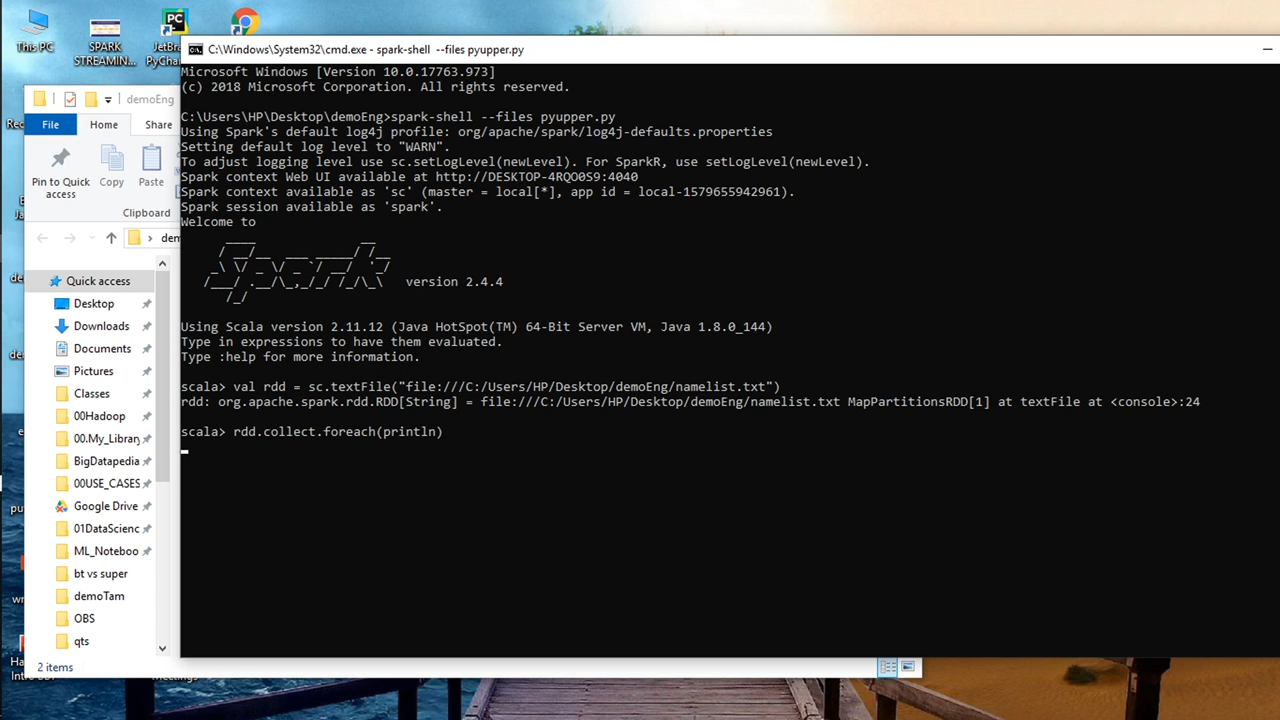 This PC
SPARK
STREAMIN...
JetBra
PyCha
C:\Windows\System32\cmd.exe - spark-shell --files pyupper.py
Microsoft Windows [Version 10.0.17763.973]
(c) 2018 Microsoft Corporation. All rights reserved.
C:\Users\HP\Desktop\demoEng>spark-shell --files pyupper.py
Using Spark's default log4j profile: org/apache/spark/log4j-defaults.properties
Setting default log level to "WARN".
To adjust logging level use sc.setLogLevel(newLevel). For SparkR, use setLogLevel(newLevel).
Spark context Web UI available at http://DESKTOP-4RQO0S9:4040
Spark context available as 'sc' (master = local[*], app id = local-1579655942961).
Spark session available as 'spark'.
Welcome to
Spark
version 2.4.4
Using Scala version 2.11.12 (Java HotSpot(TM) 64-Bit Server VM, Java 1.8.0_144)
Type in expressions to have them evaluated.
Type :help for more information.
scala> val rdd = sc.textFile("file:///C:/Users/HP/Desktop/demoEng/namelist.txt")
rdd: org.apache.spark.rdd.RDD[String] = file:///C:/Users/HP/Desktop/demoEng/namelist.txt MapPartitionsRDD[1] at textFile at <console>:24
scala> rdd.collect.foreach(println)
demoEng
File
Home
Share
Pin to Quick
access
Copy
Paste
Clipboard
dem
Quick access
Desktop
Downloads
Documents
Pictures
Classes
00Hadoop
00.My_Library
BigDatapedia
00USE_CASES
Google Drive
01DataScienc
ML_Noteboo
bt vs super
demoTam
OBS
qts
2 items